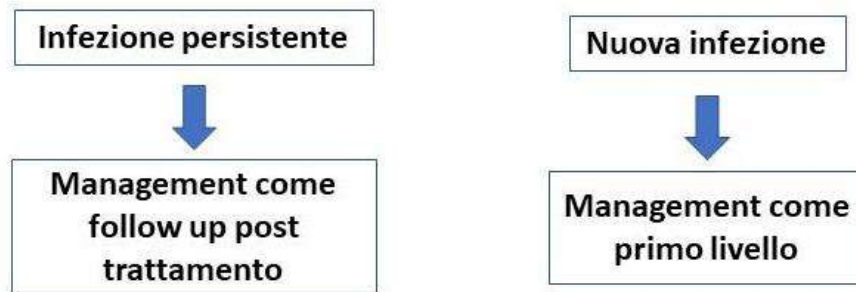 Infezione persistente
Management come
follow up post
trattamento
Nuova infezione
Management come
primo livello